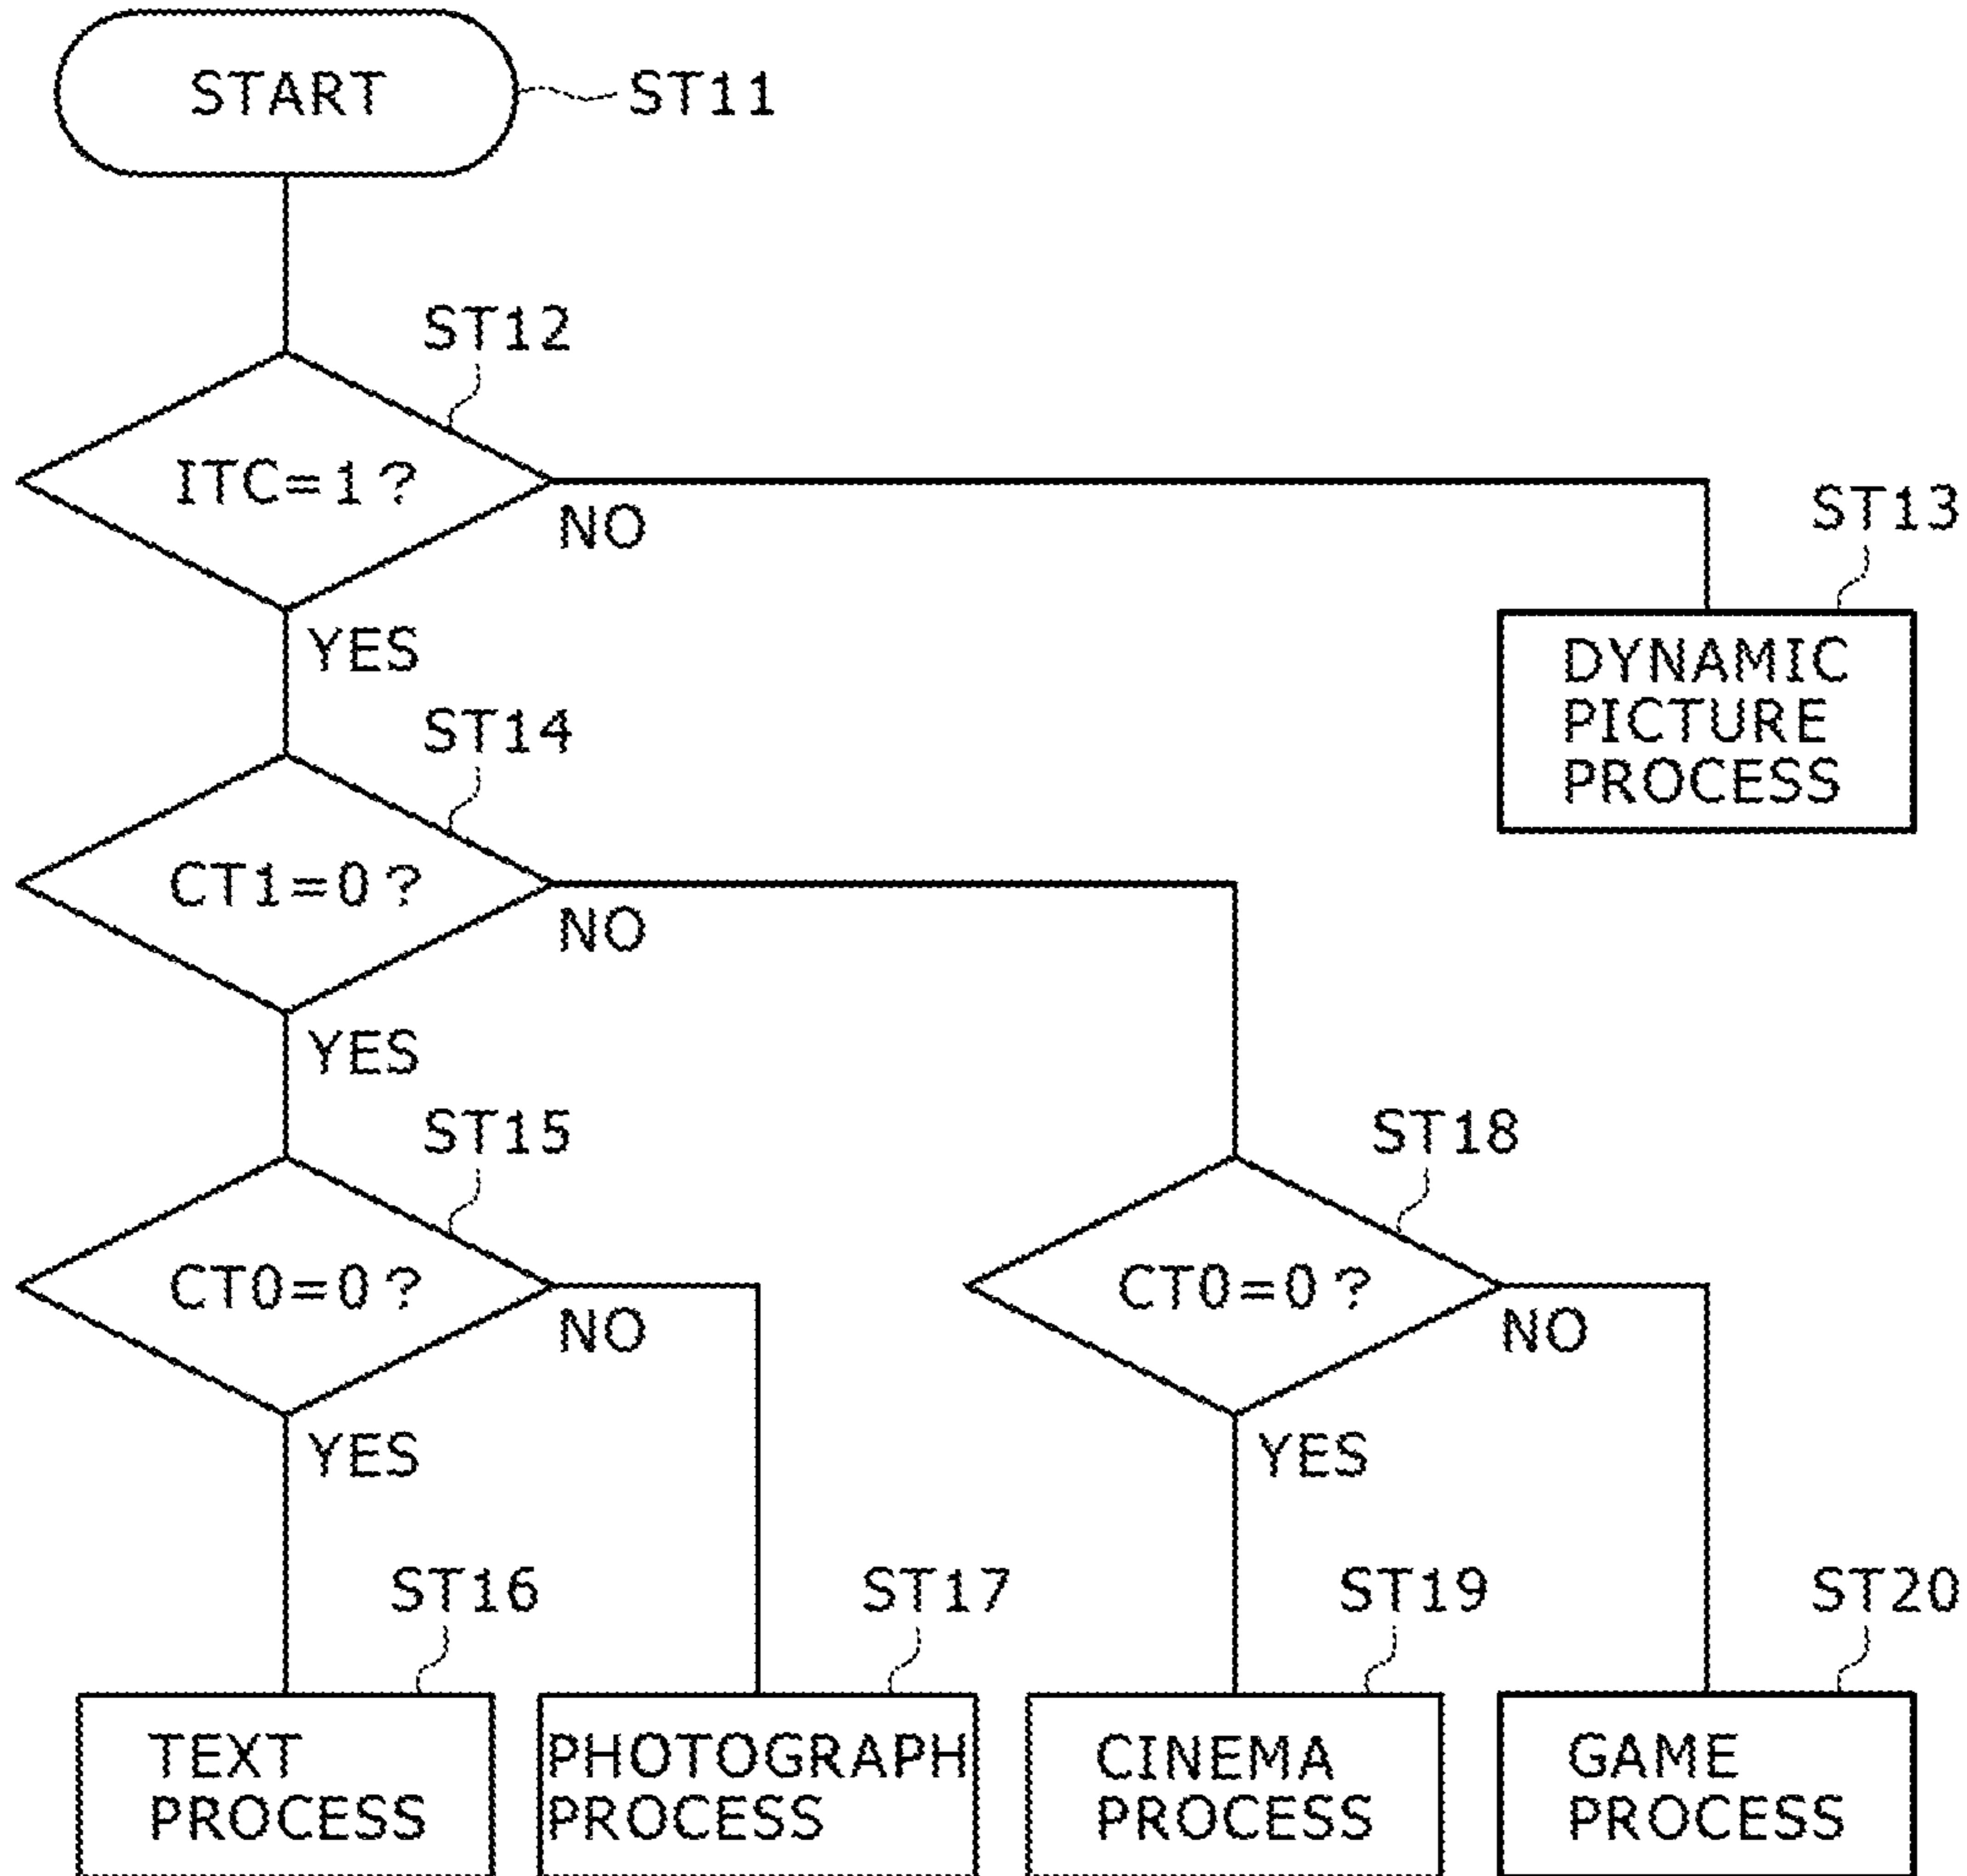 START
ST11
ST12
ITC=1?
NO
ST13
YES
DYNAMIC
PICTURE
PROCESS
ST14
CT1=0?
NO
YES
ST15
ST18
CT0=0?
NO
CT0=0?
NO
YES
YES
ST16
ST17
ST19
ST20
TEXT
PROCESS
PHOTOGRAPH
PROCESS
CINEMA
PROCESS
GAME
PROCESS